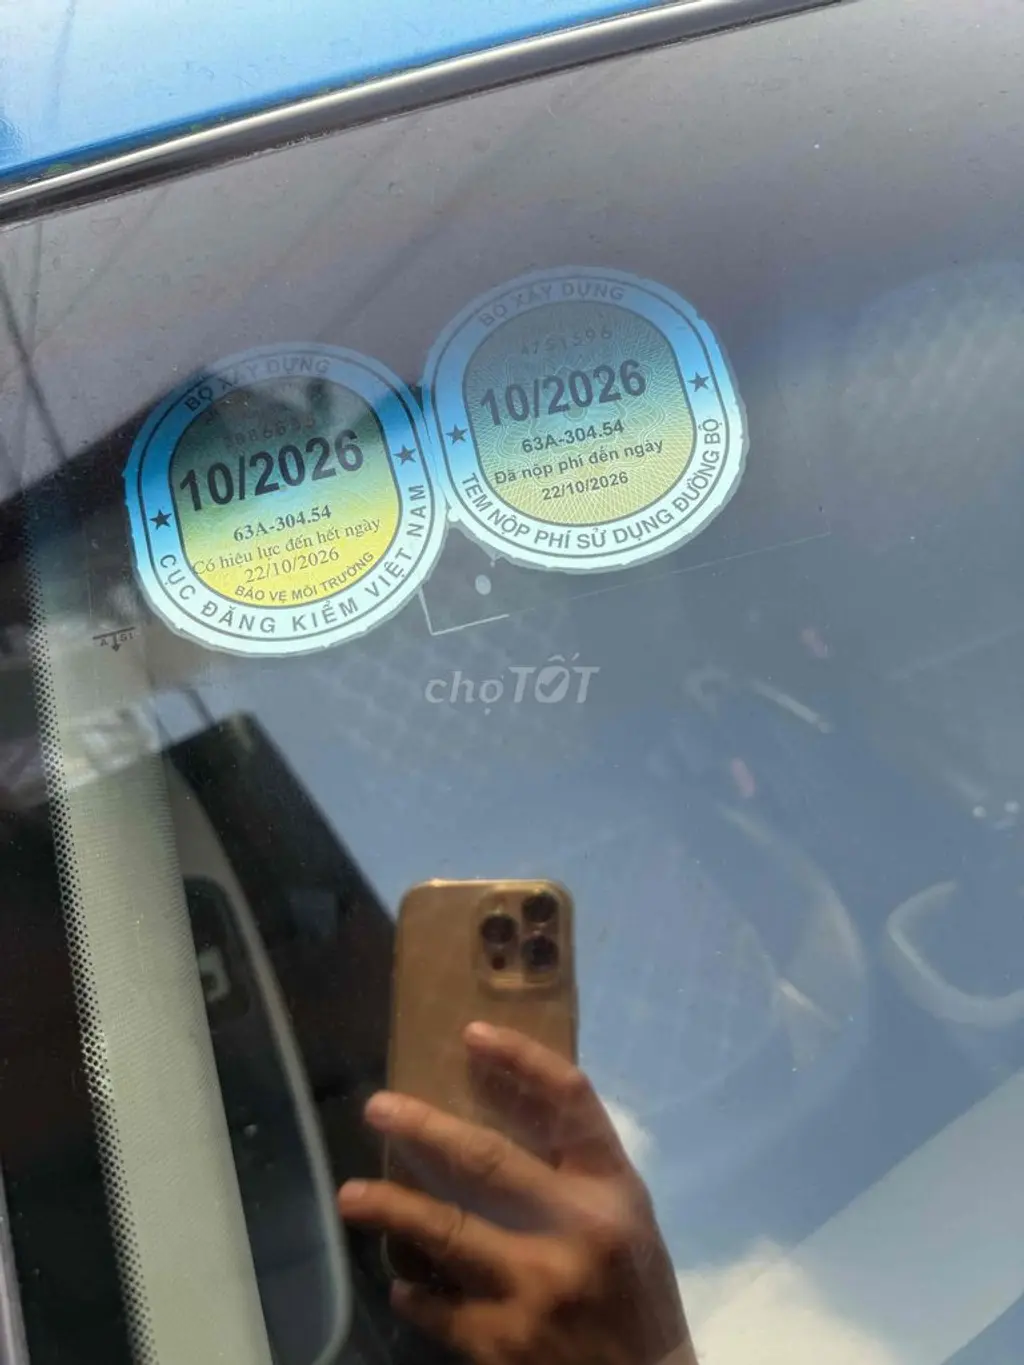 BỘ XÂY DỰNG
10/2026
63A-304.54
Có hiệu lực đến hết ngày
22/10/2026
BẢO VỆ MÔI TRƯỜNG
CỤC ĐĂNG KIỂM VIỆT NAM
BỘ XÂY DỰNG
4751596
10/2026
63A-304.54
Đã nộp phí đến ngày
22/10/2026
TEM NỘP PHÍ SỬ DỤNG ĐƯỜNG BỘ
chợTỐT